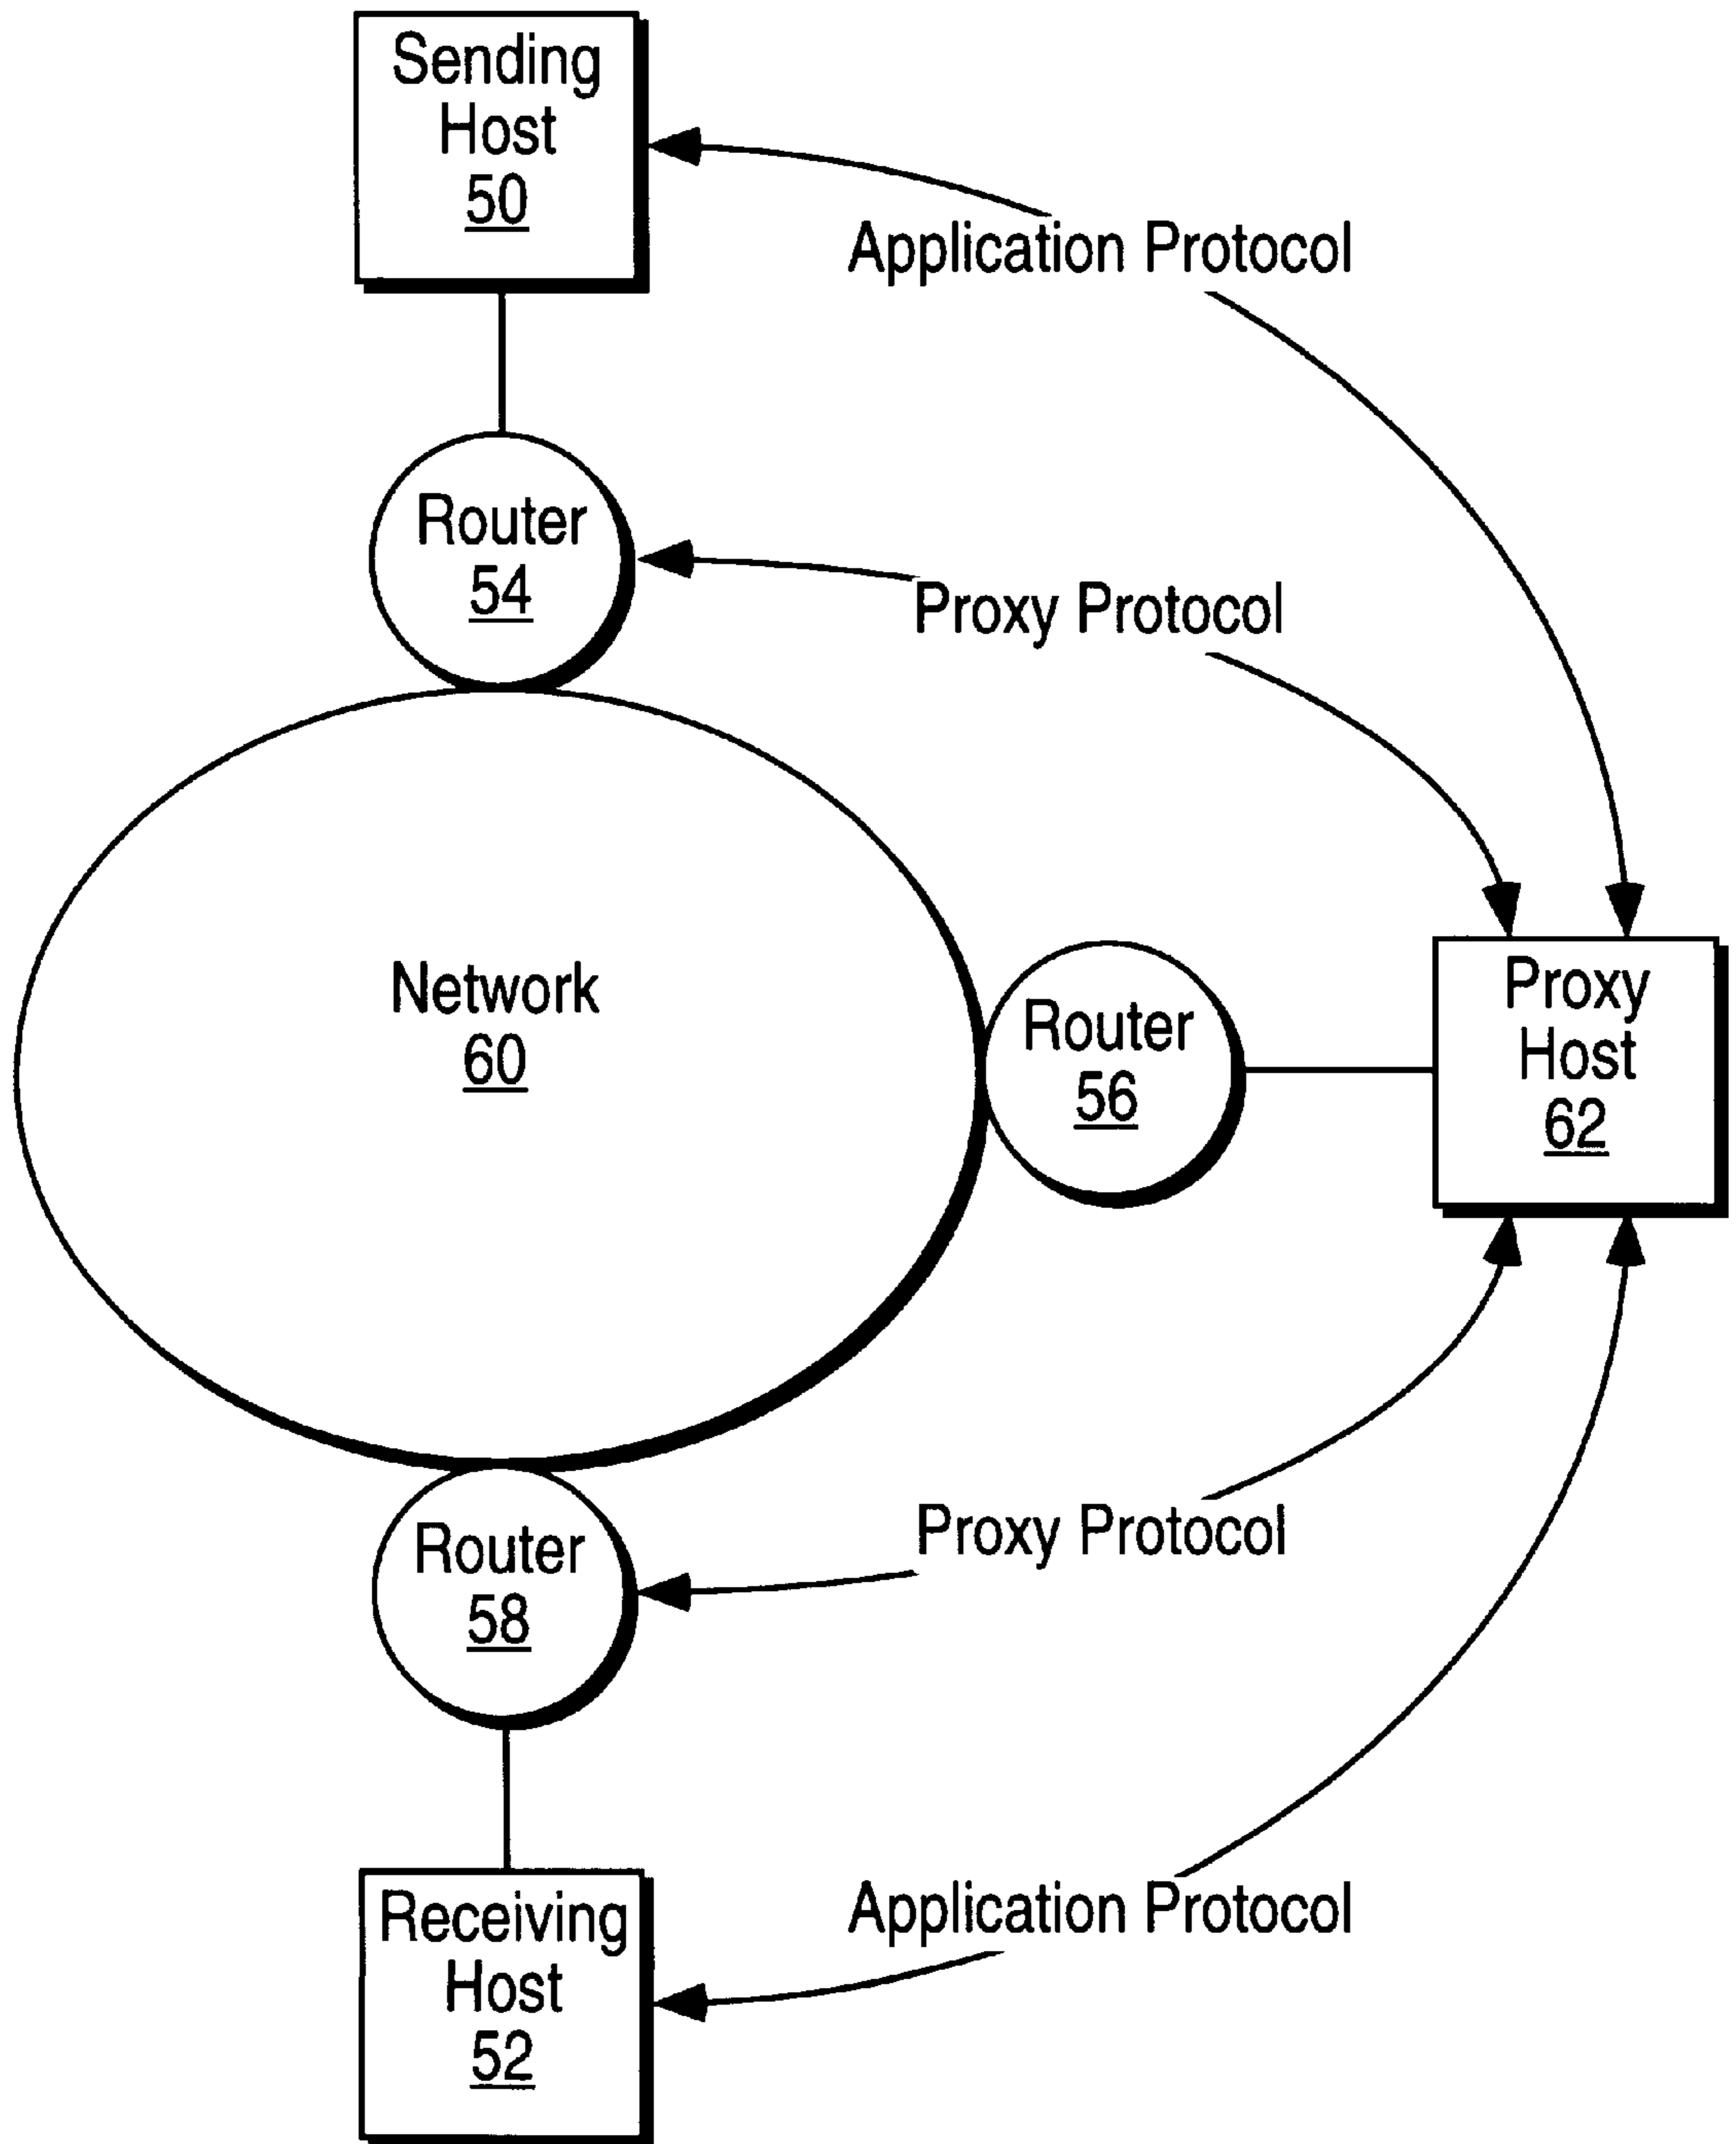 Sending
Host
50
Application Protocol
Router
54
Proxy Protocol
Network
60
Router
56
Proxy
Host
62
Proxy Protocol
Router
58
Application Protocol
Receiving
Host
52